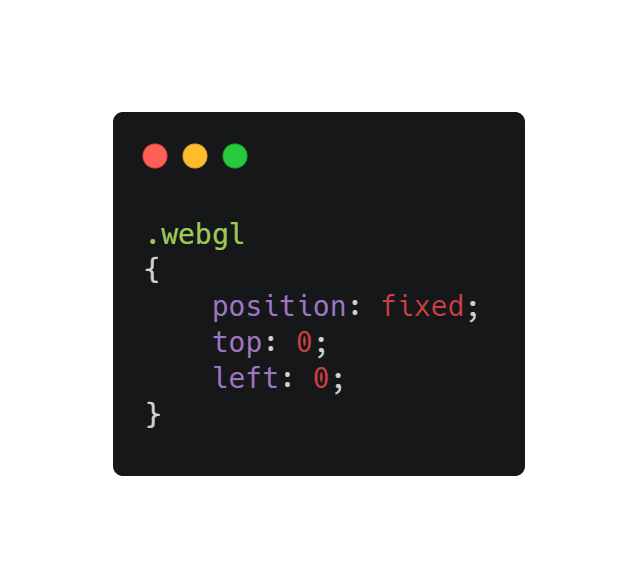 .webgl
{
    position: fixed;
    top: 0;
    left: 0;
}